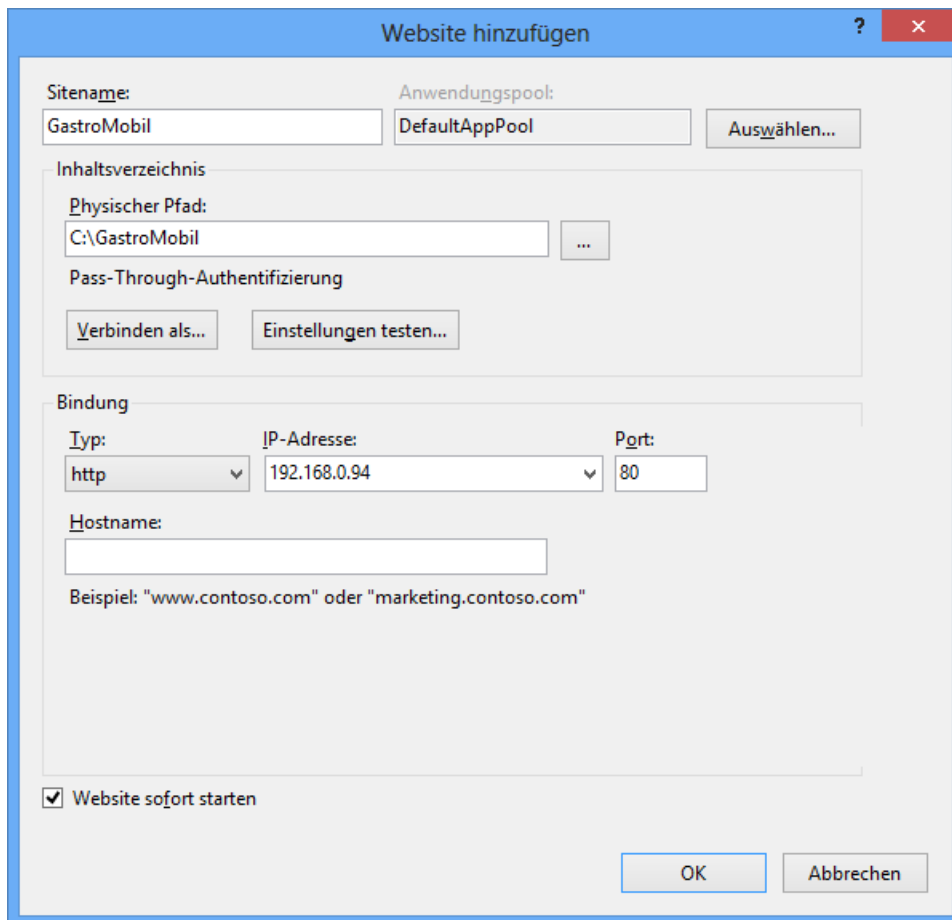 Website hinzufügen
?
Sitename: Anwendungspool:
GastroMobil DefaultAppPool Auswählen...
Inhaltsverzeichnis
Physischer Pfad:
C:\GastroMobil ...
Pass-Through-Authentifizierung
Verbinden als... Einstellungen testen...
Bindung
Typ: IP-Adresse: Port:
http 192.168.0.94 80
Hostname:
Beispiel: "www.contoso.com" oder "marketing.contoso.com"
Website sofort starten
OK Abbrechen